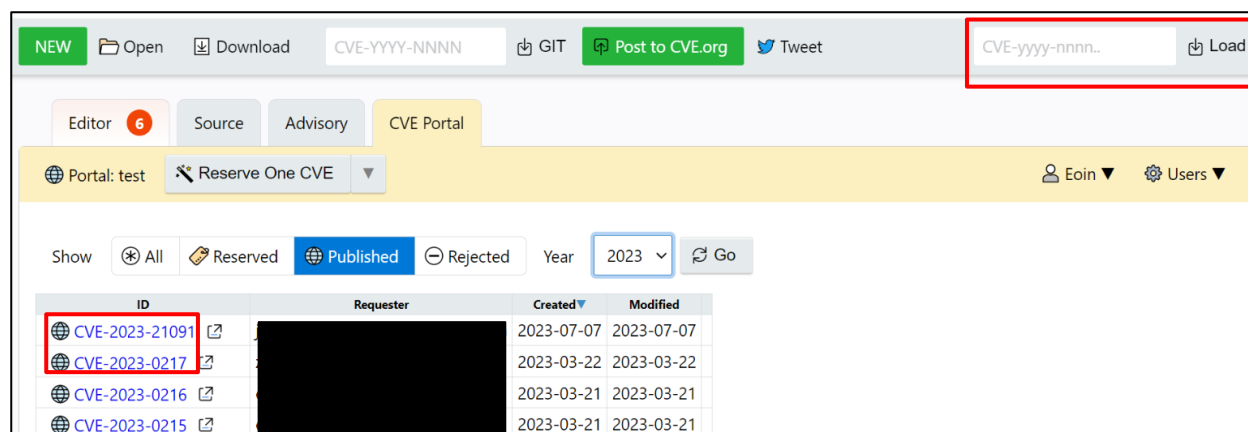 NEW Open Download CVE-YYYY-NNNN GIT Post to CVE.org Tweet CVE-yyyy-nnnn.. Load
Editor 6 Source Advisory CVE Portal
Portal: test Reserve One CVE ▼ Eoin ▼ Users ▼
Show All Reserved Published Rejected Year 2023 Go
ID Requester Created▼ Modified
CVE-2023-21091 2023-07-07 2023-07-07
CVE-2023-0217 2023-03-22 2023-03-22
CVE-2023-0216 2023-03-21 2023-03-21
CVE-2023-0215 2023-03-21 2023-03-21